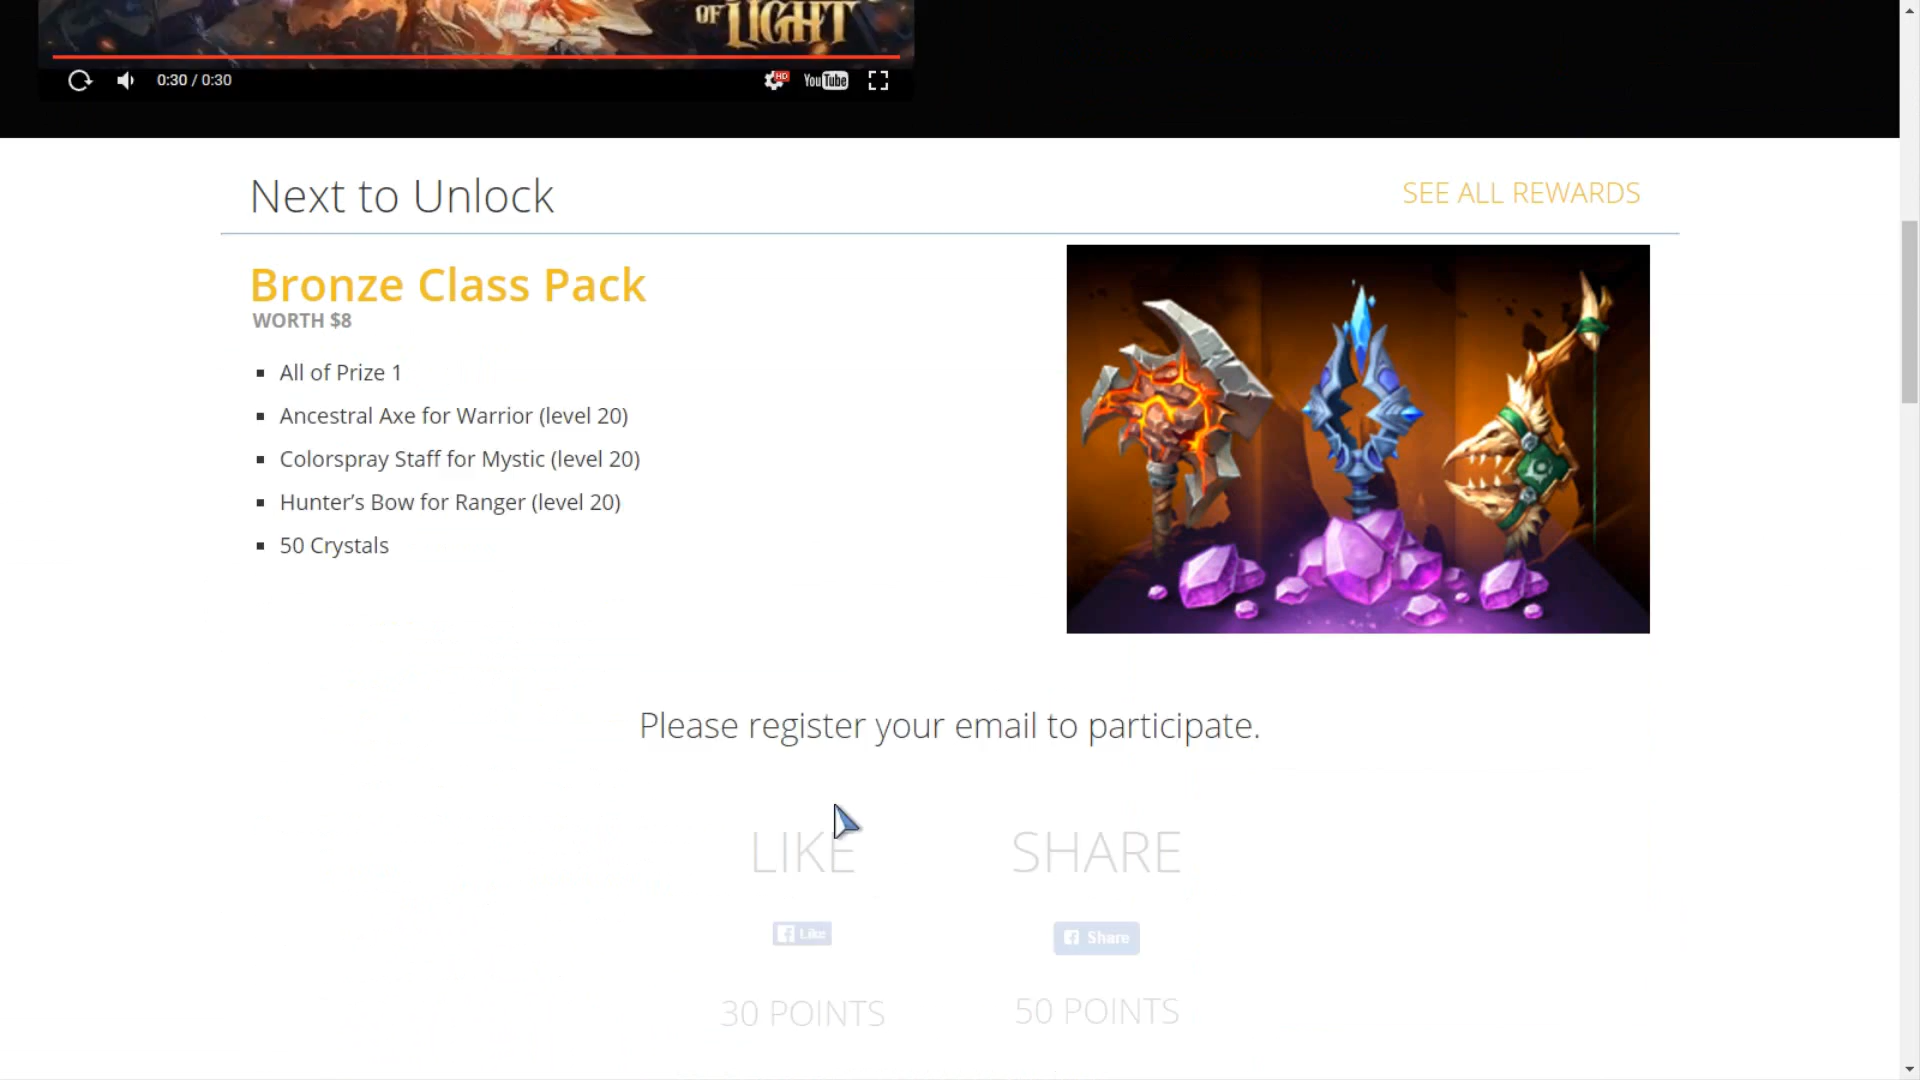 OF LIGHT
0:30 / 0:30
HD
YouTube
Next to Unlock
SEE ALL REWARDS
Bronze Class Pack
WORTH $8
All of Prize 1
Ancestral Axe for Warrior (level 20)
Colorspray Staff for Mystic (level 20)
Hunter’s Bow for Ranger (level 20)
50 Crystals
Please register your email to participate.
LIKE
SHARE
Like
Share
30 POINTS
50 POINTS